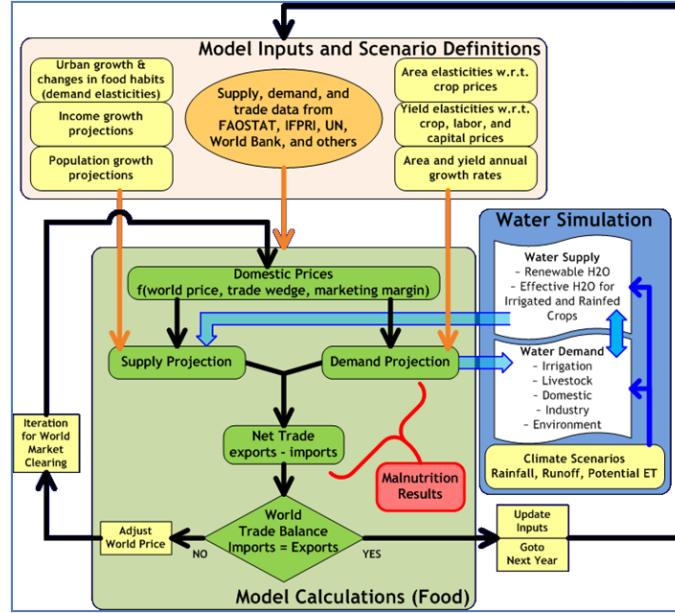 Model Inputs and Scenario Definitions
Urban growth &
changes in food habits
(demand elasticities)
Income growth
projections
Population growth
projections
Supply, demand, and
trade data from
FAOSTAT, IFPRI, UN,
World Bank, and others
Area elasticities w.r.t.
crop prices
Yield elasticities w.r.t.
crop, labor, and
capital prices
Area and yield annual
growth rates
Water Simulation
Water Supply
– Renewable H2O
– Effective H2O for
Irrigated and Rainfed
Crops
Water Demand
– Irrigation
– Livestock
– Domestic
– Industry
– Environment
Climate Scenarios
Rainfall, Runoff, Potential ET
Domestic Prices
f(world price, trade wedge, marketing margin)
Supply Projection
Demand Projection
Net Trade
exports – imports
Malnutrition
Results
Iteration
for World
Market
Clearing
World
Trade Balance
Imports = Exports
Adjust
World Price
NO
YES
Update
Inputs
Goto
Next Year
Model Calculations (Food)